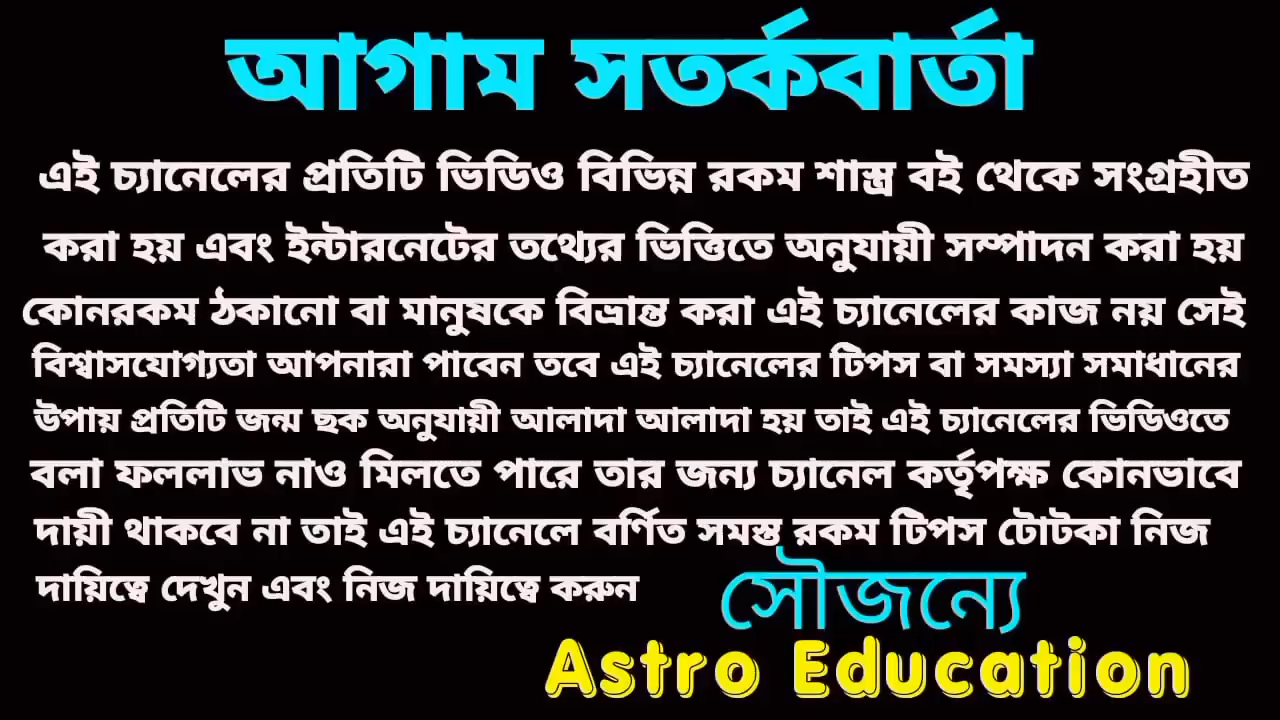 আগাম সতর্কবার্তা
এই চ্যানেলের প্রতিটি ভিডিও বিভিন্ন রকম শাস্ত্র বই থেকে সংগ্রহীত
করা হয় এবং ইন্টারনেটের তথ্যের ভিত্তিতে অনুযায়ী সম্পাদন করা হয়
কোনরকম ঠকানো বা মানুষকে বিভ্রান্ত করা এই চ্যানেলের কাজ নয় সেই
বিশ্বাসযোগ্যতা আপনারা পাবেন তবে এই চ্যানেলের টিপস বা সমস্যা সমাধানের
উপায় প্রতিটি জন্ম ছক অনুযায়ী আলাদা আলাদা হয় তাই এই চ্যানেলের ভিডিওতে
বলা ফললাভ নাও মিলতে পারে তার জন্য চ্যানেল কর্তৃপক্ষ কোনভাবে
দায়ী থাকবে না তাই এই চ্যানেলে বর্ণিত সমস্ত রকম টিপস টোটকা নিজ
দায়িত্বে দেখুন এবং নিজ দায়িত্বে করুন
সৌজন্যে
Astro Education